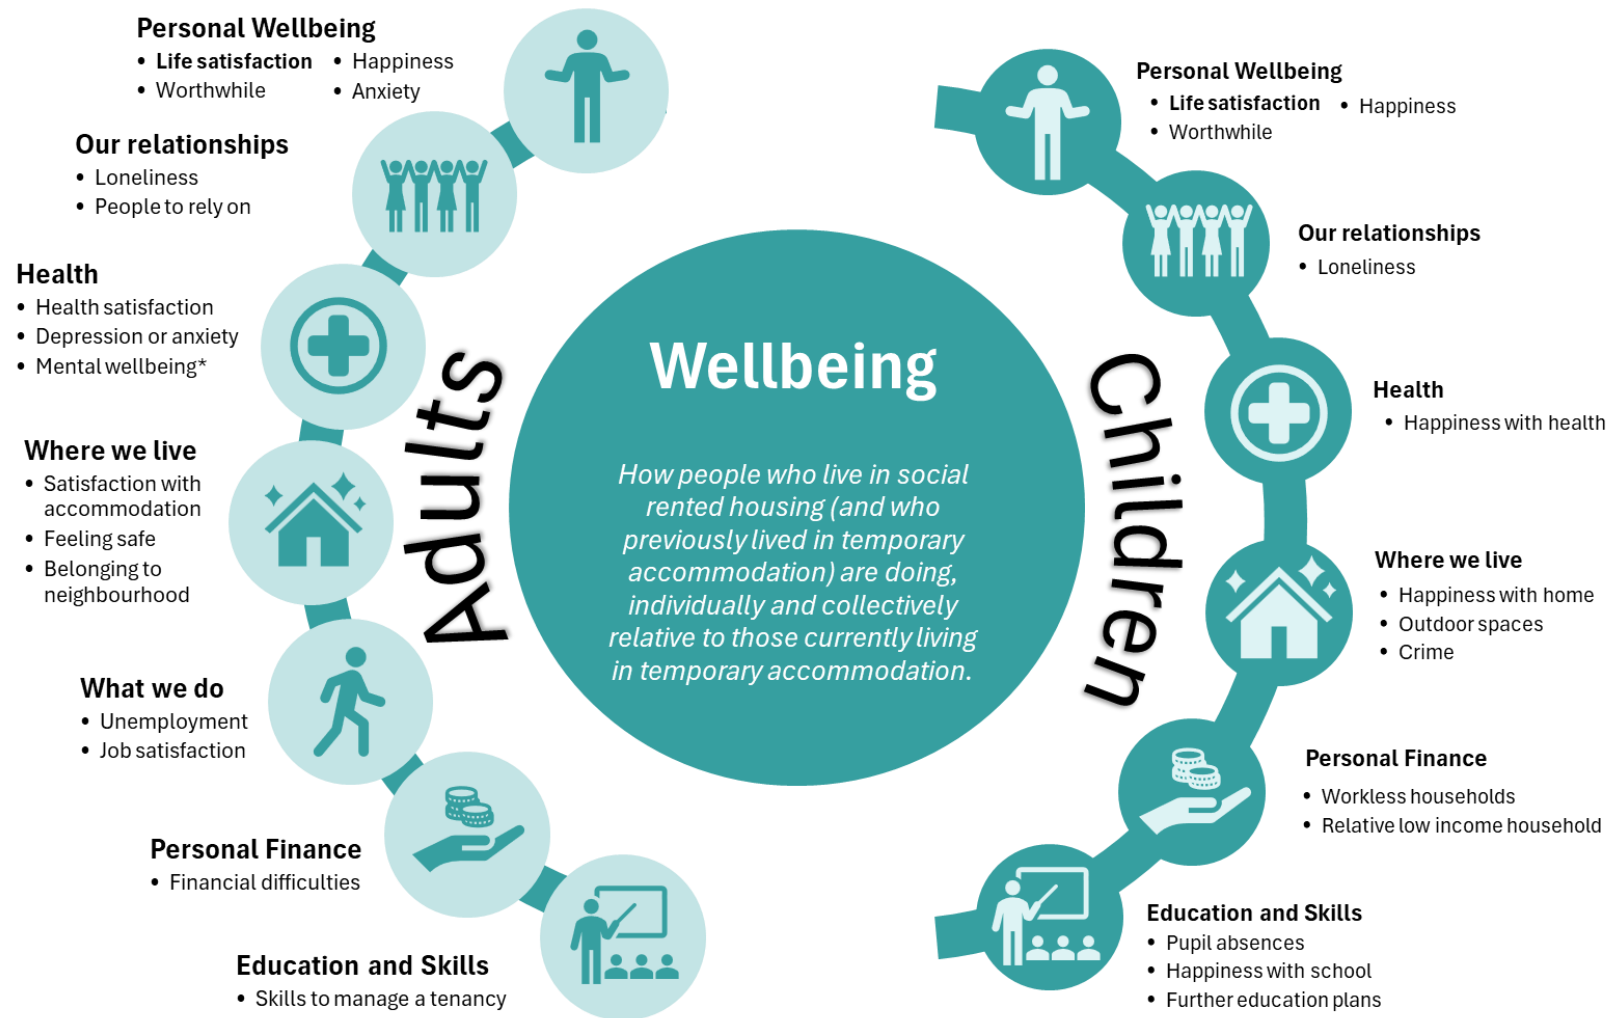 Personal Wellbeing
• Life satisfaction • Happiness
• Worthwhile • Anxiety
Our relationships
• Loneliness
• People to rely on
Health
• Health satisfaction
• Depression or anxiety
• Mental wellbeing*
Where we live
• Satisfaction with
accommodation
• Feeling safe
• Belonging to
neighbourhood
What we do
• Unemployment
• Job satisfaction
Personal Finance
• Financial difficulties
Education and Skills
• Skills to manage a tenancy
Adults
Wellbeing
How people who live in social
rented housing (and who
previously lived in temporary
accommodation) are doing,
individually and collectively
relative to those currently living
in temporary accommodation.
Children
Personal Wellbeing
• Life satisfaction • Happiness
• Worthwhile
Our relationships
• Loneliness
Health
• Happiness with health
Where we live
• Happiness with home
• Outdoor spaces
• Crime
Personal Finance
• Workless households
• Relative low income household
Education and Skills
• Pupil absences
• Happiness with school
• Further education plans